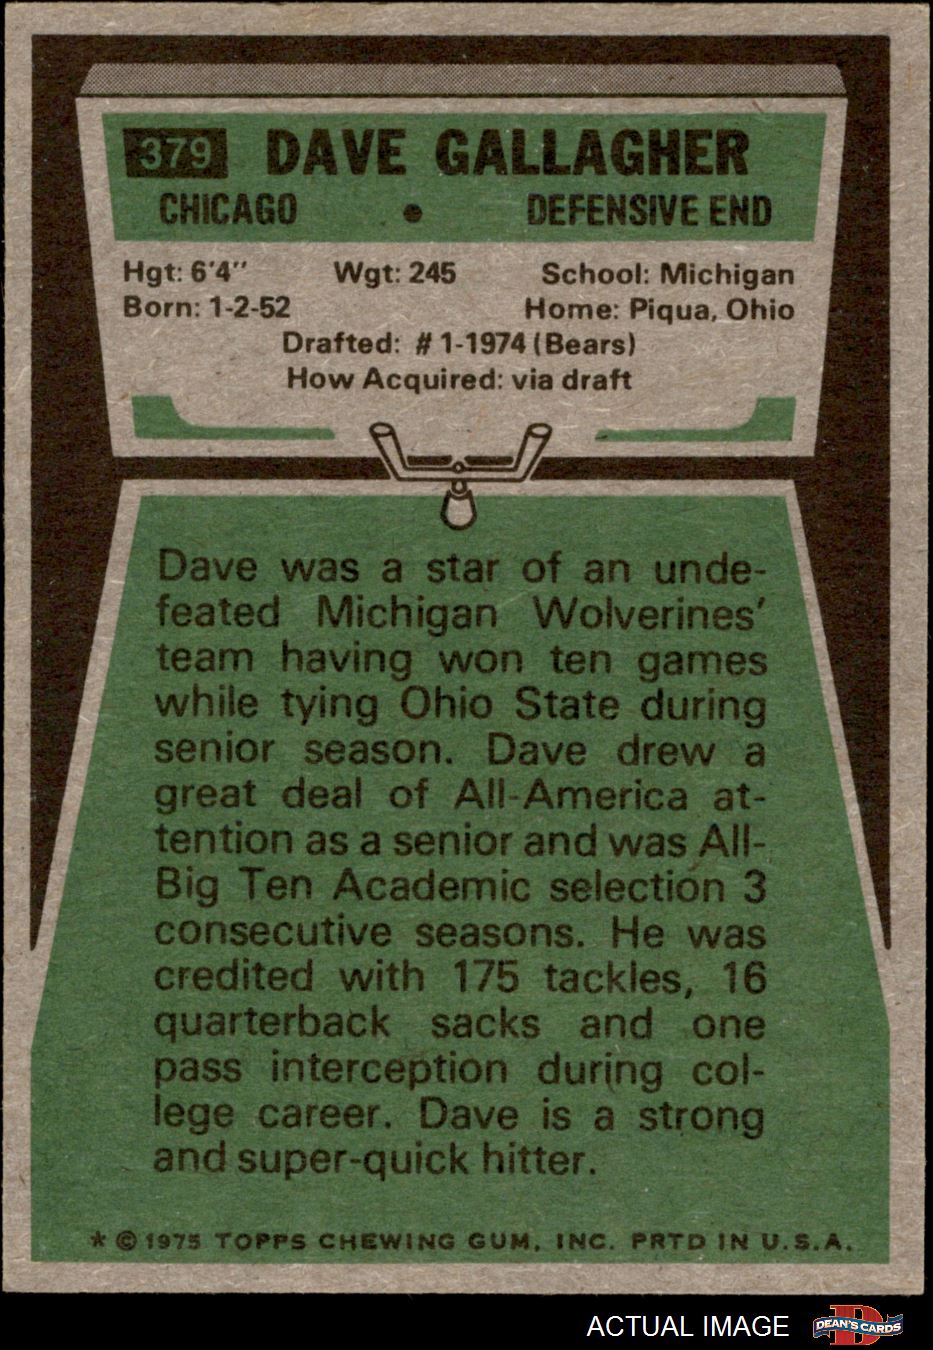 379 DAVE GALLAGHER
CHICAGO • DEFENSIVE END
Hgt: 6'4" Wgt: 245 School: Michigan
Born: 1-2-52 Home: Piqua, Ohio
Drafted: #1-1974 (Bears)
How Acquired: via draft
Dave was a star of an unde-
feated Michigan Wolverines'
team having won ten games
while tying Ohio State during
senior season. Dave drew a
great deal of All-America at-
tention as a senior and was All-
Big Ten Academic selection 3
consecutive seasons. He was
credited with 175 tackles, 16
quarterback sacks and one
pass interception during col-
lege career. Dave is a strong
and super-quick hitter.
* © 1975 TOPPS CHEWING GUM, INC. PRTD IN U.S.A.
ACTUAL IMAGE D DEAN'S CARDS